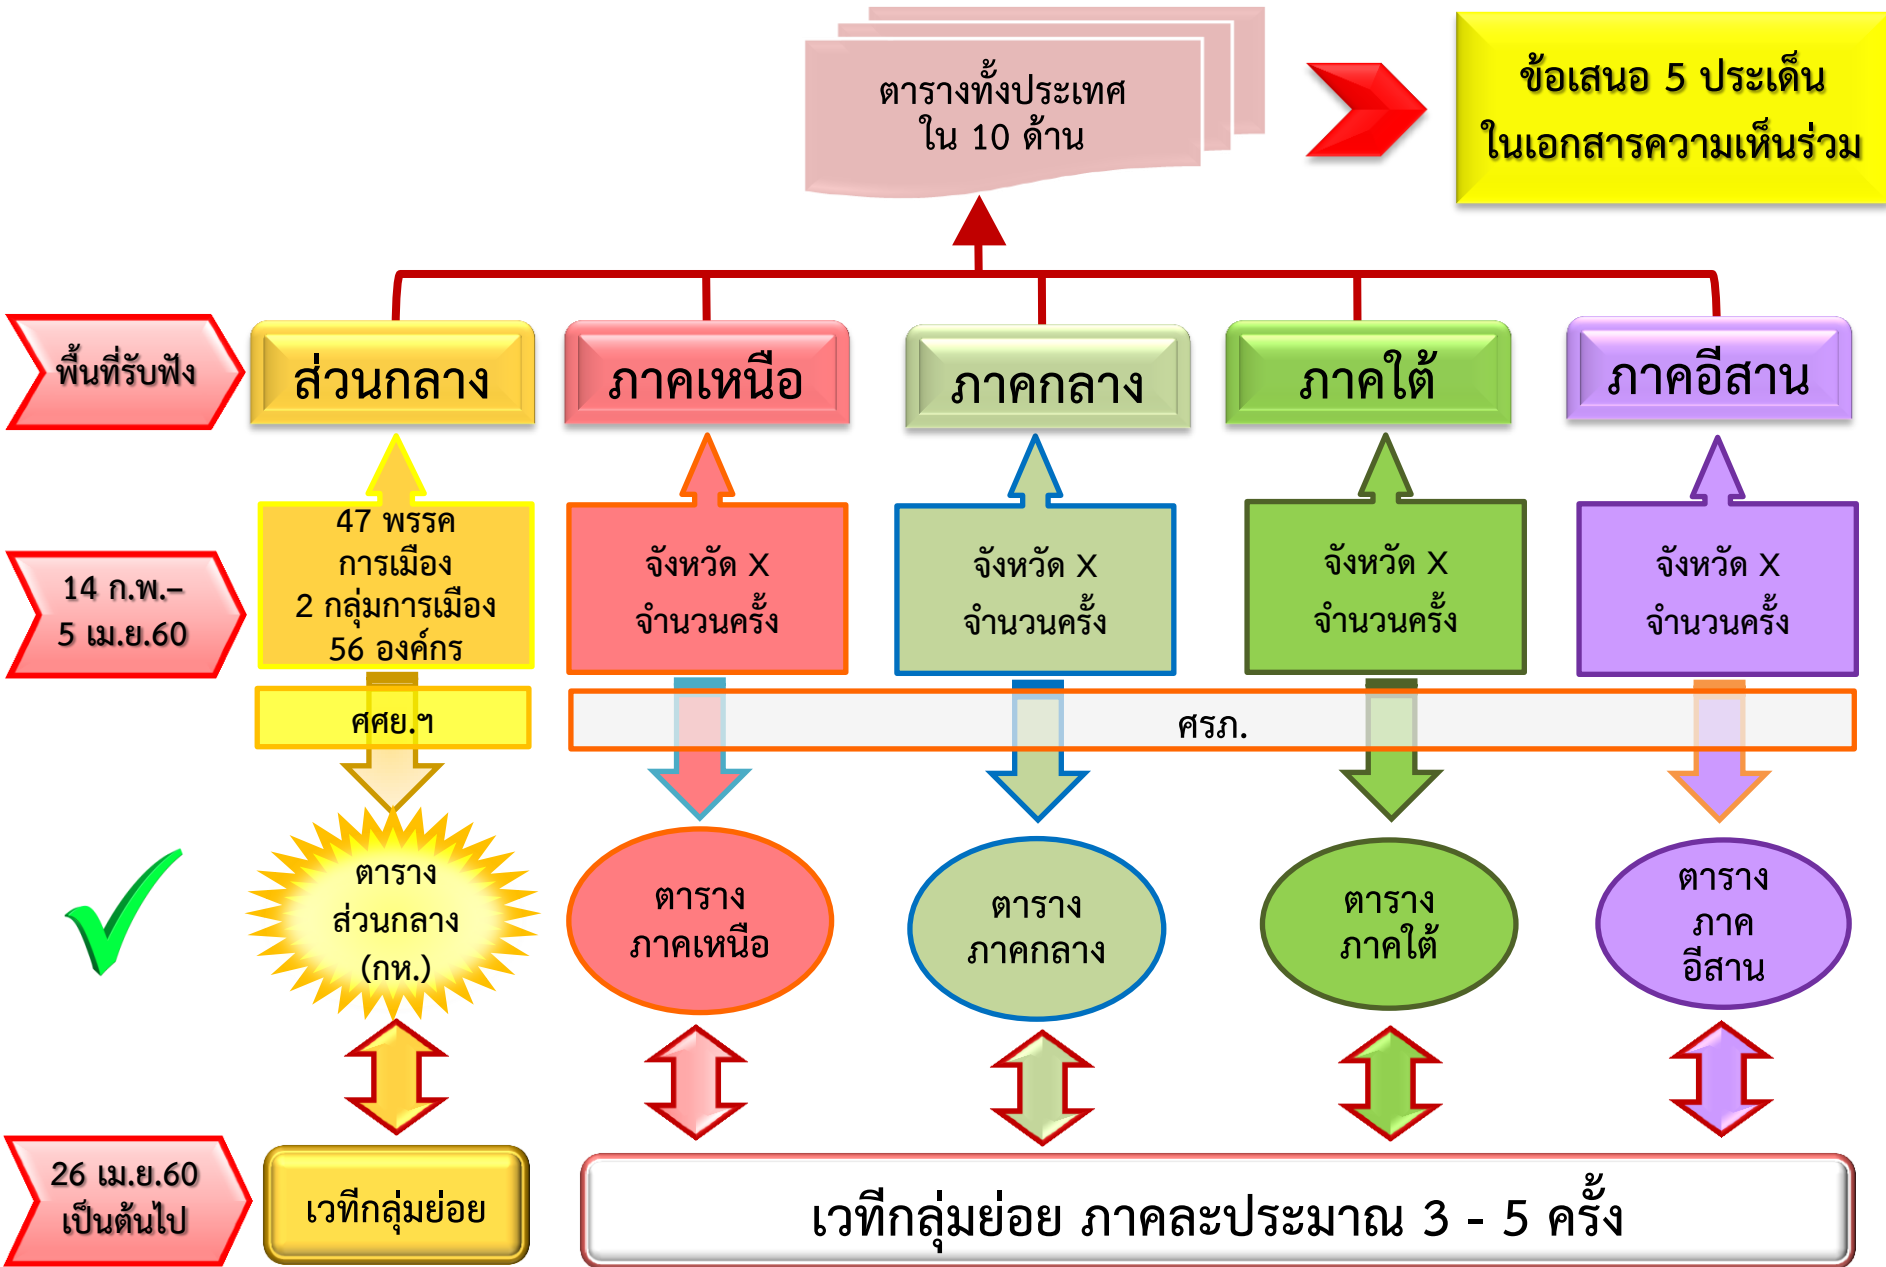 ตารางทั้งประเทศ
ใน 10 ด้าน
ข้อเสนอ 5 ประเด็น
ในเอกสารความเห็นร่วม
พื้นที่รับฟัง
ส่วนกลาง
ภาคเหนือ
ภาคกลาง
ภาคใต้
ภาคอีสาน
14 ก.พ.–
5 เม.ย.60
47 พรรค
การเมือง
2 กลุ่มการเมือง
56 องค์กร
จังหวัด X
จำนวนครั้ง
จังหวัด X
จำนวนครั้ง
จังหวัด X
จำนวนครั้ง
จังหวัด X
จำนวนครั้ง
ศศย.ฯ
ศรภ.
ตาราง
ส่วนกลาง
(กห.)
ตาราง
ภาคเหนือ
ตาราง
ภาคกลาง
ตาราง
ภาคใต้
ตาราง
ภาค
อีสาน
26 เม.ย.60
เป็นต้นไป
เวทีกลุ่มย่อย
เวทีกลุ่มย่อย ภาคละประมาณ 3 - 5 ครั้ง